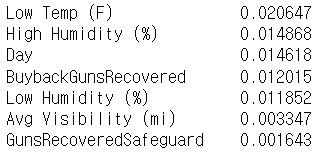 Low Temp (F) 0.020647
High Humidity (%) 0.014868
Day 0.014618
BuybackGunsRecovered 0.012015
Low Humidity (%) 0.011852
Avg Visibility (mi) 0.003347
GunsRecoveredSafeguard 0.001643